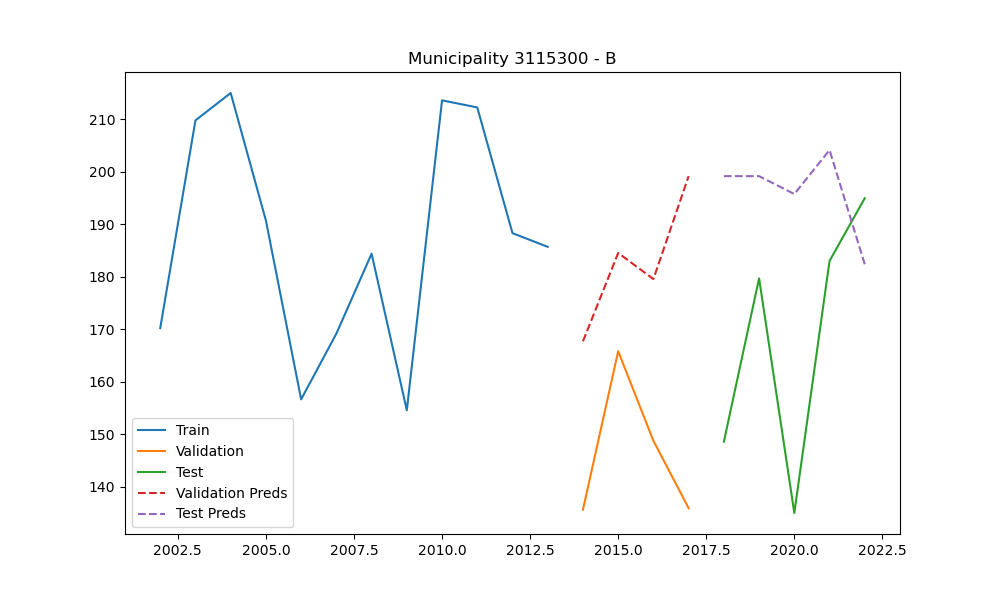 Municipality 3115300 - B
210
200
190
180
170
160
150
140
Train
Validation
Test
Validation Preds
Test Preds
2002.5 2005.0 2007.5 2010.0 2012.5 2015.0 2017.5 2020.0 2022.5